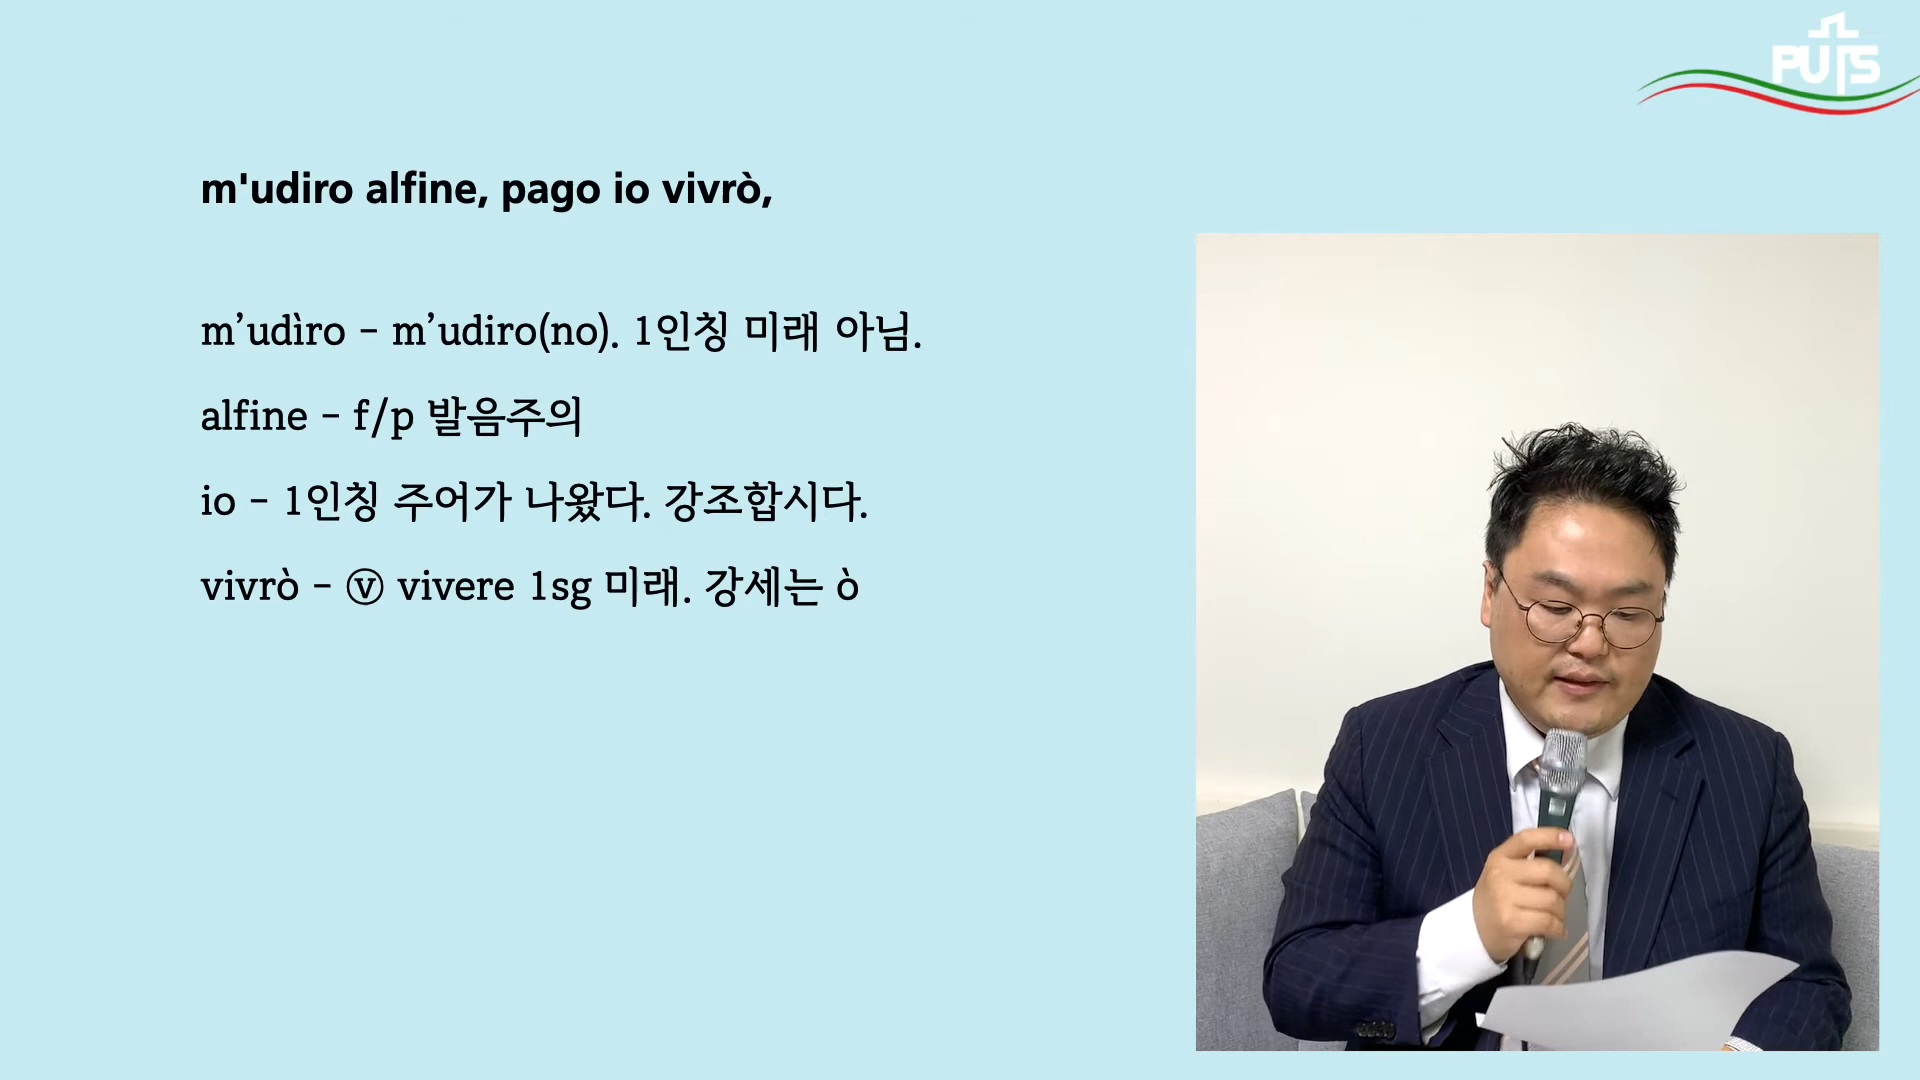 PUTS
m'udiro alfine, pago io vivrò,
m’udìro – m’udiro(no). 1인칭 미래 아님.
alfine – f/p 발음주의
io – 1인칭 주어가 나왔다. 강조합시다.
vivrò – ⓥ vivere 1sg 미래. 강세는 ò